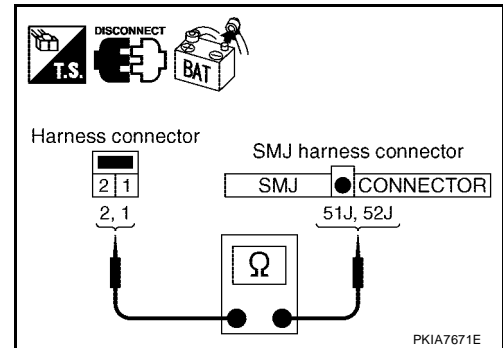 DISCONNECT
T.S.
BAT
Harness connector
2 1
2, 1
SMJ harness connector
SMJ CONNECTOR
51J, 52J
Ω
PKIA7671E